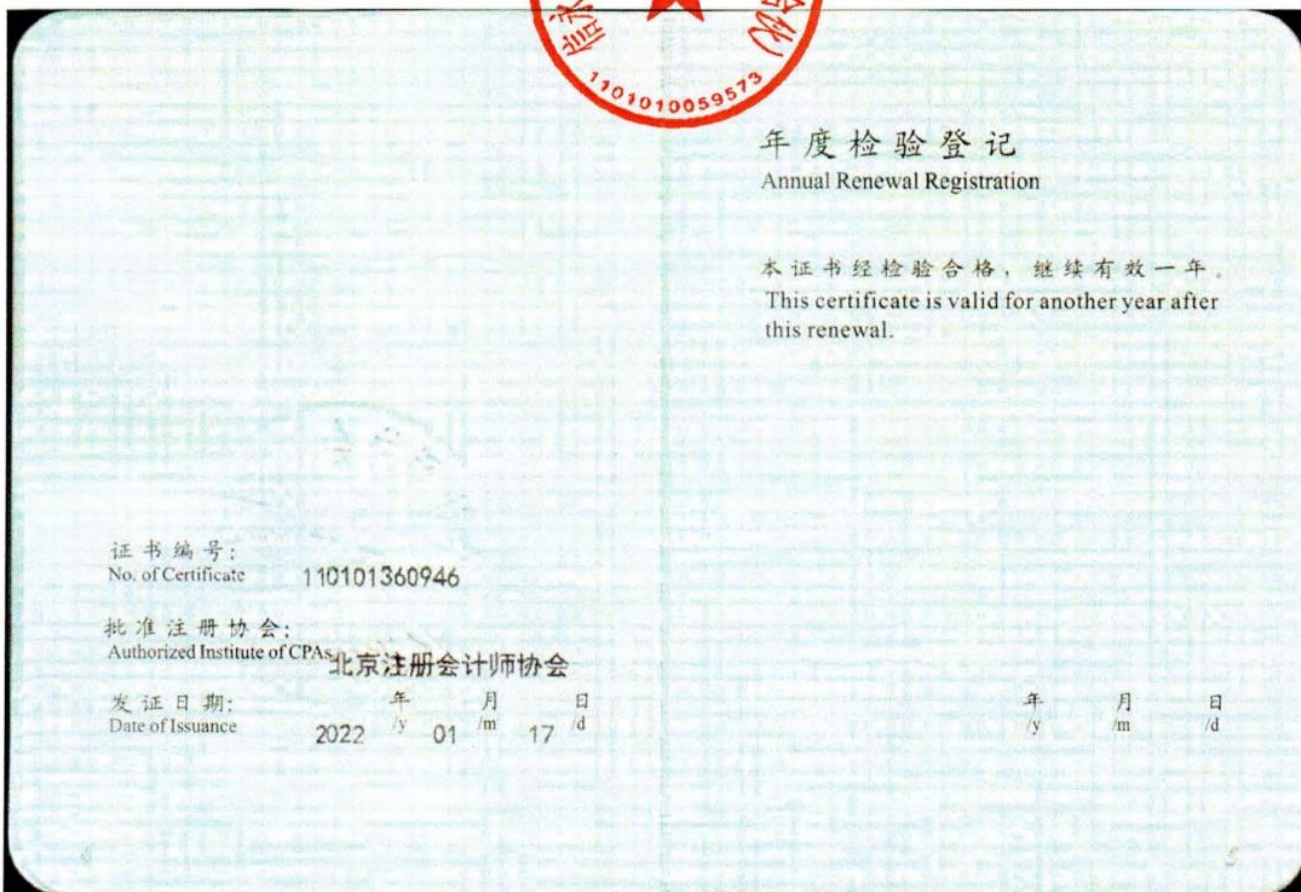 1101010059573
年度检验登记
Annual Renewal Registration
本证书经检验合格，继续有效一年。
This certificate is valid for another year after
this renewal.
证书编号：
No. of Certificate 110101360946
批准注册协会：
Authorized Institute of CPAs 北京注册会计师协会
发证日期：
Date of Issuance 2022 年/y 01 月/m 17 日/d
年/y 月/m 日/d